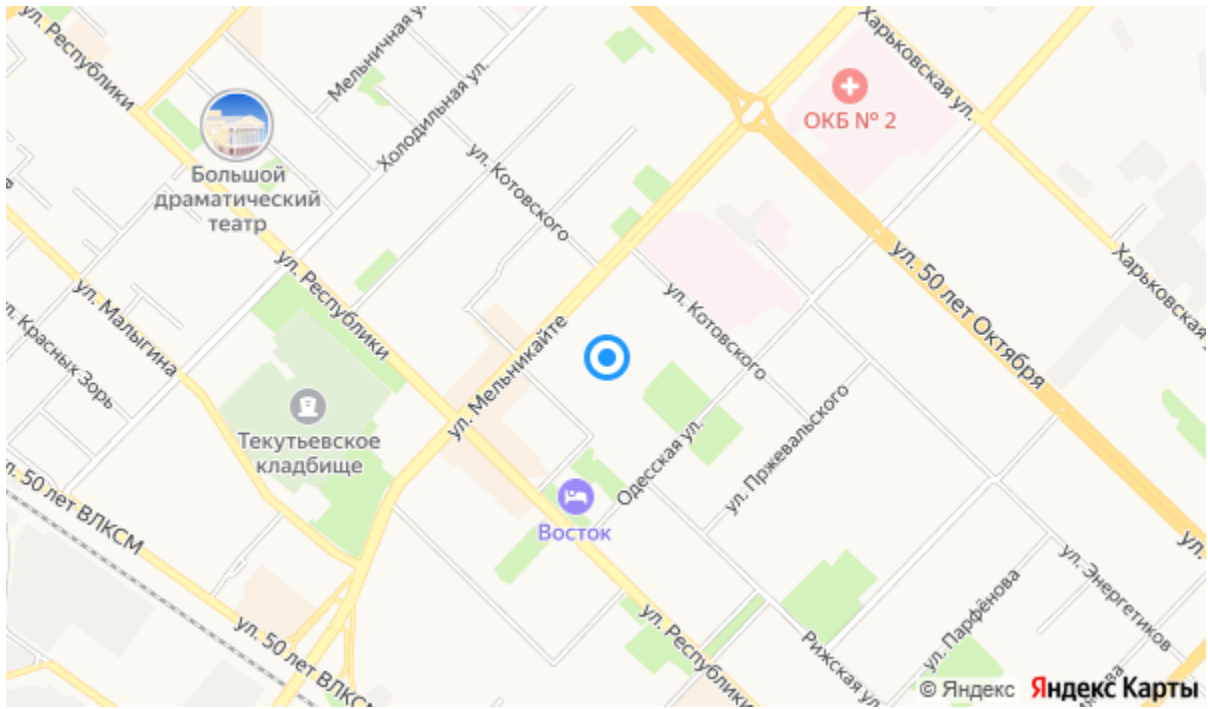 ул. Республики
Мельничная
Холодильная ул.
Харьковская ул.
ОКБ № 2
Большой
драматический
театр
ул. Котовского
ул. Республики
ул. Малыгина
Красных Зорь
ул. Мельникайте
ул. Котовского
ул. 50 лет Октября
Харьковская
Текутьевское
кладбище
Одесская ул.
ул. Пржевальского
50 лет ВЛКСМ
Восток
ул. Энергетиков
ул. Парфёнова
ул. 50 лет ВЛКСМ
ул. Республики
Рижская ул.
ул.
© Яндекс Яндекс Карты